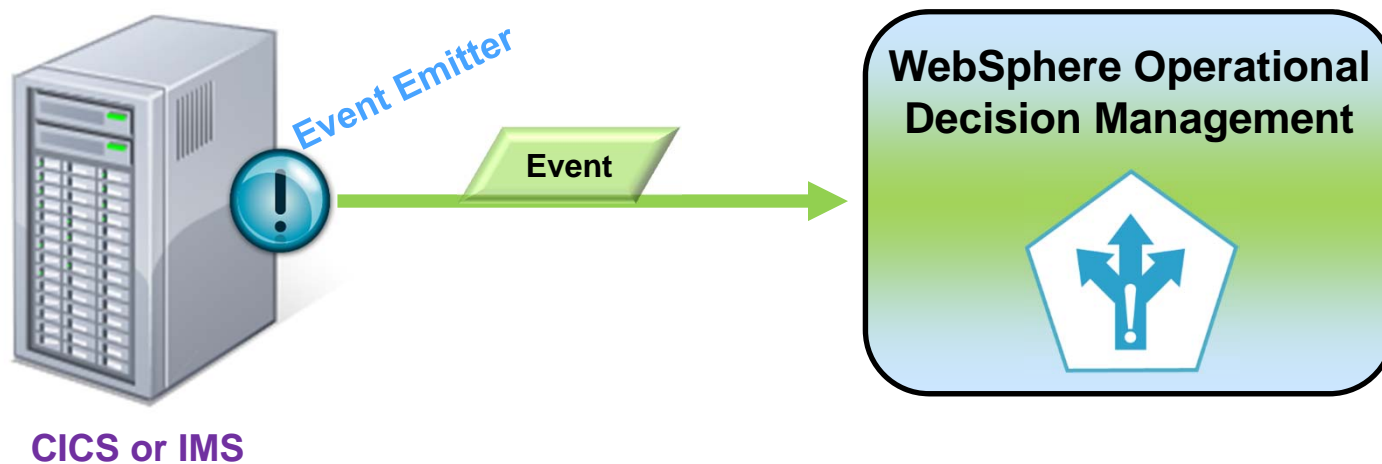 Event Emitter
Event
WebSphere Operational
Decision Management
CICS or IMS